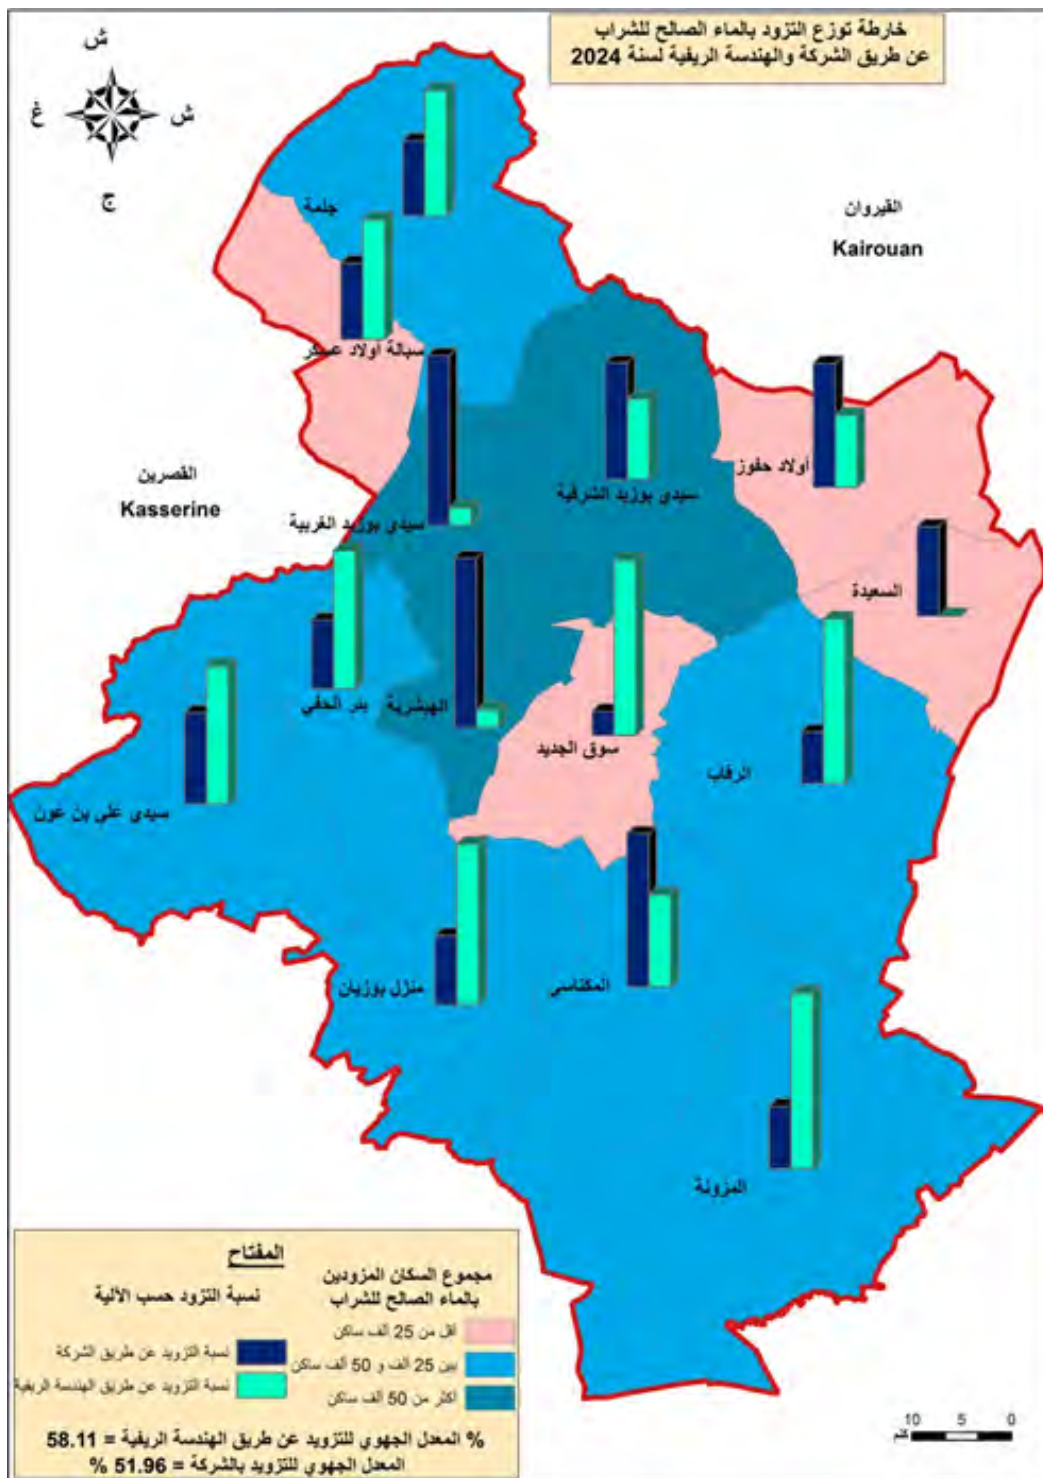 خارطة توزع التزود بالماء الصالح للشراب
عن طريق الشركة والهندسة الريفية لسنة 2024
ش
غ
ش
ج
القيروان
Kairouan
جلمة
سبالة اولاد عسكر
القصرين
Kasserine
سيدي بوزيد الغربية
سيدي بوزيد الشرقية
أولاد حفوز
السعيدة
بئر الحفي
الهيشرية
سوق الجديد
الرقاب
سيدي علي بن عون
منزل بوزيان
المكناسي
المزونة
المفتاح
مجموع السكان المزودين
بالماء الصالح للشراب
اقل من 25 ألف ساكن
بين 25 ألف و 50 ألف ساكن
اكثر من 50 ألف ساكن
نسبة التزود حسب الآلية
نسبة التزويد عن طريق الشركة
نسبة التزويد عن طريق الهندسة الريفية
% المعدل الجهوي للتزويد عن طريق الهندسة الريفية = 58.11
المعدل الجهوي للتزويد بالشركة = 51.96 %
10 5 0
كلم